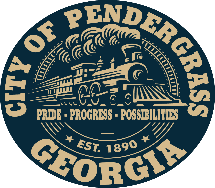 CITY OF PENDERGRASS
PRIDE - PROGRESS - POSSIBILITIES
★ EST. 1890 ★
GEORGIA